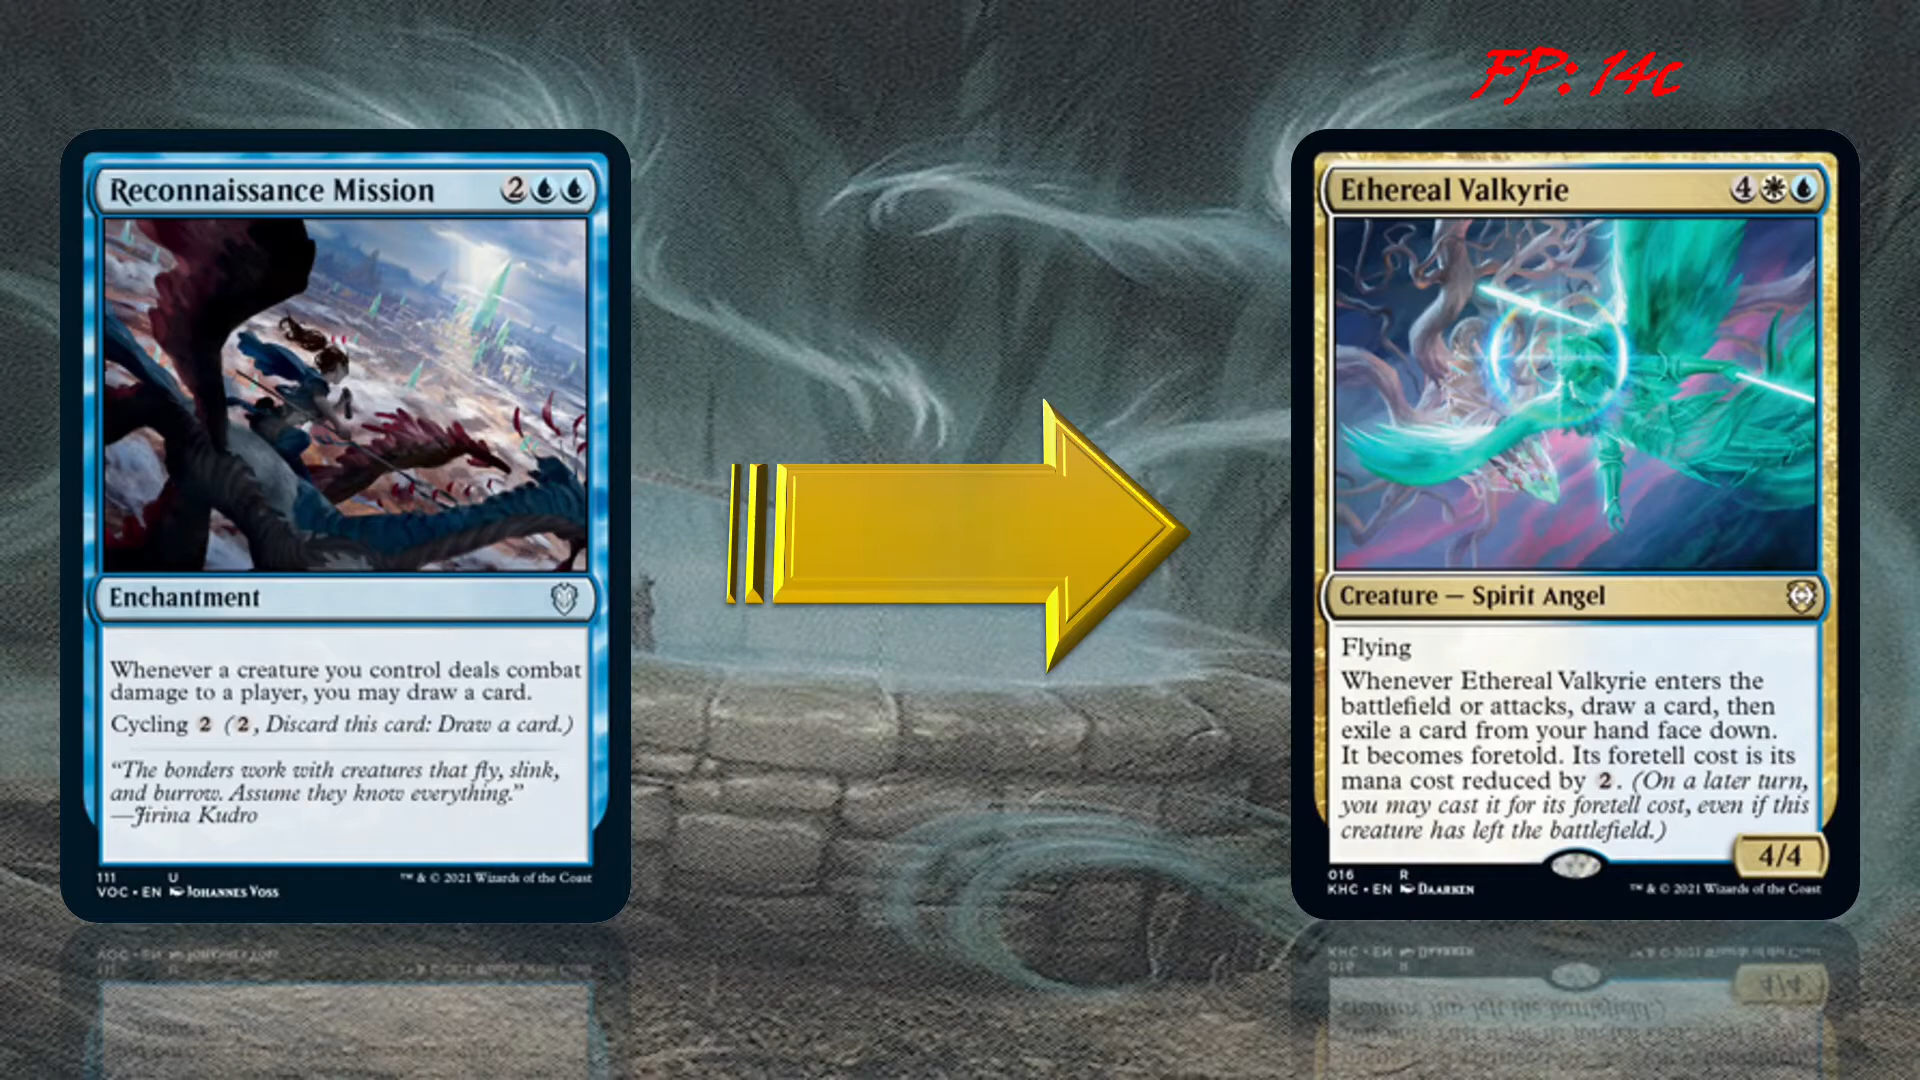 FP: 14c
Reconnaissance Mission 2
Enchantment
Whenever a creature you control deals combat
damage to a player, you may draw a card.
Cycling 2 (2, Discard this card: Draw a card.)
“The bonders work with creatures that fly, slink,
and burrow. Assume they know everything.”
—Jirina Kudro
111 U
VOC • EN Johannes Voss
™ & © 2021 Wizards of the Coast
Ethereal Valkyrie 4
Creature — Spirit Angel
Flying
Whenever Ethereal Valkyrie enters the
battlefield or attacks, draw a card, then
exile a card from your hand face down.
It becomes foretold. Its foretell cost is its
mana cost reduced by 2. (On a later turn,
you may cast it for its foretell cost, even if this
creature has left the battlefield.)
4/4
016 R
KHC • EN Daarken
™ & © 2021 Wizards of the Coast